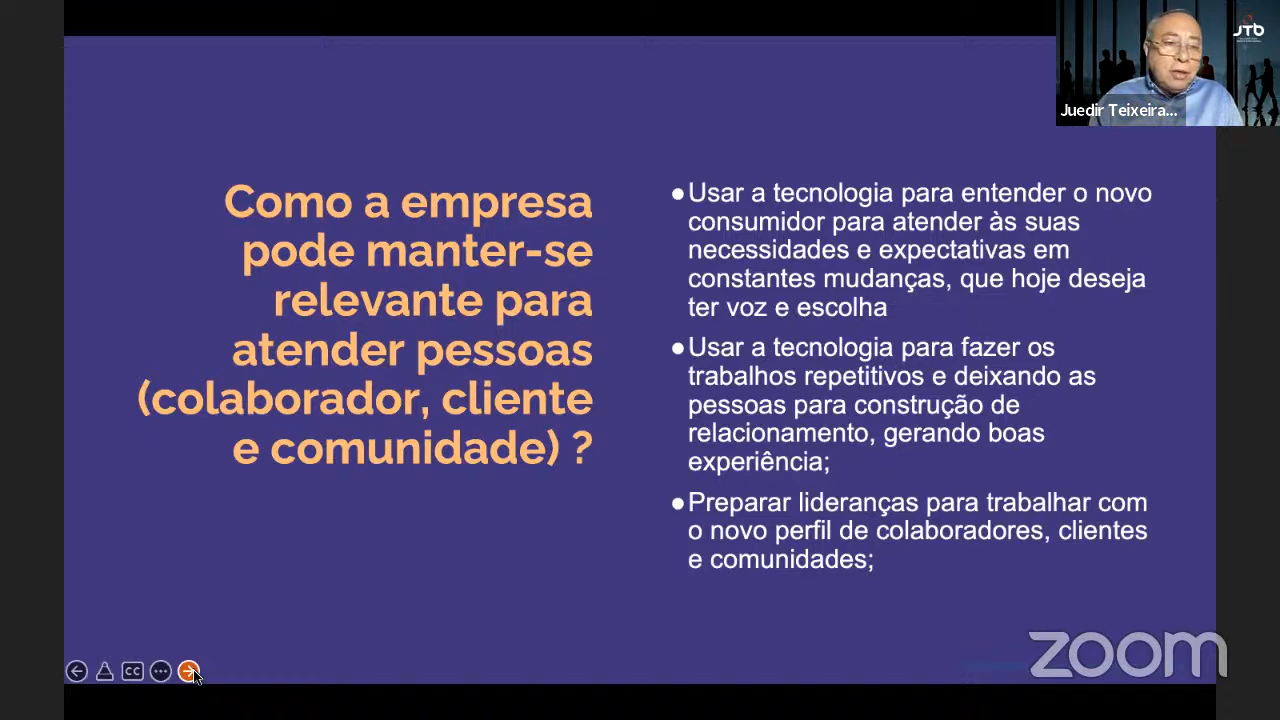 JTb
Juedir Teixeira...
Como a empresa
pode manter-se
relevante para
atender pessoas
(colaborador, cliente
e comunidade) ?
●Usar a tecnologia para entender o novo
consumidor para atender às suas
necessidades e expectativas em
constantes mudanças, que hoje deseja
ter voz e escolha
●Usar a tecnologia para fazer os
trabalhos repetitivos e deixando as
pessoas para construção de
relacionamento, gerando boas
experiência;
●Preparar lideranças para trabalhar com
o novo perfil de colaboradores, clientes
e comunidades;
CC
zoom